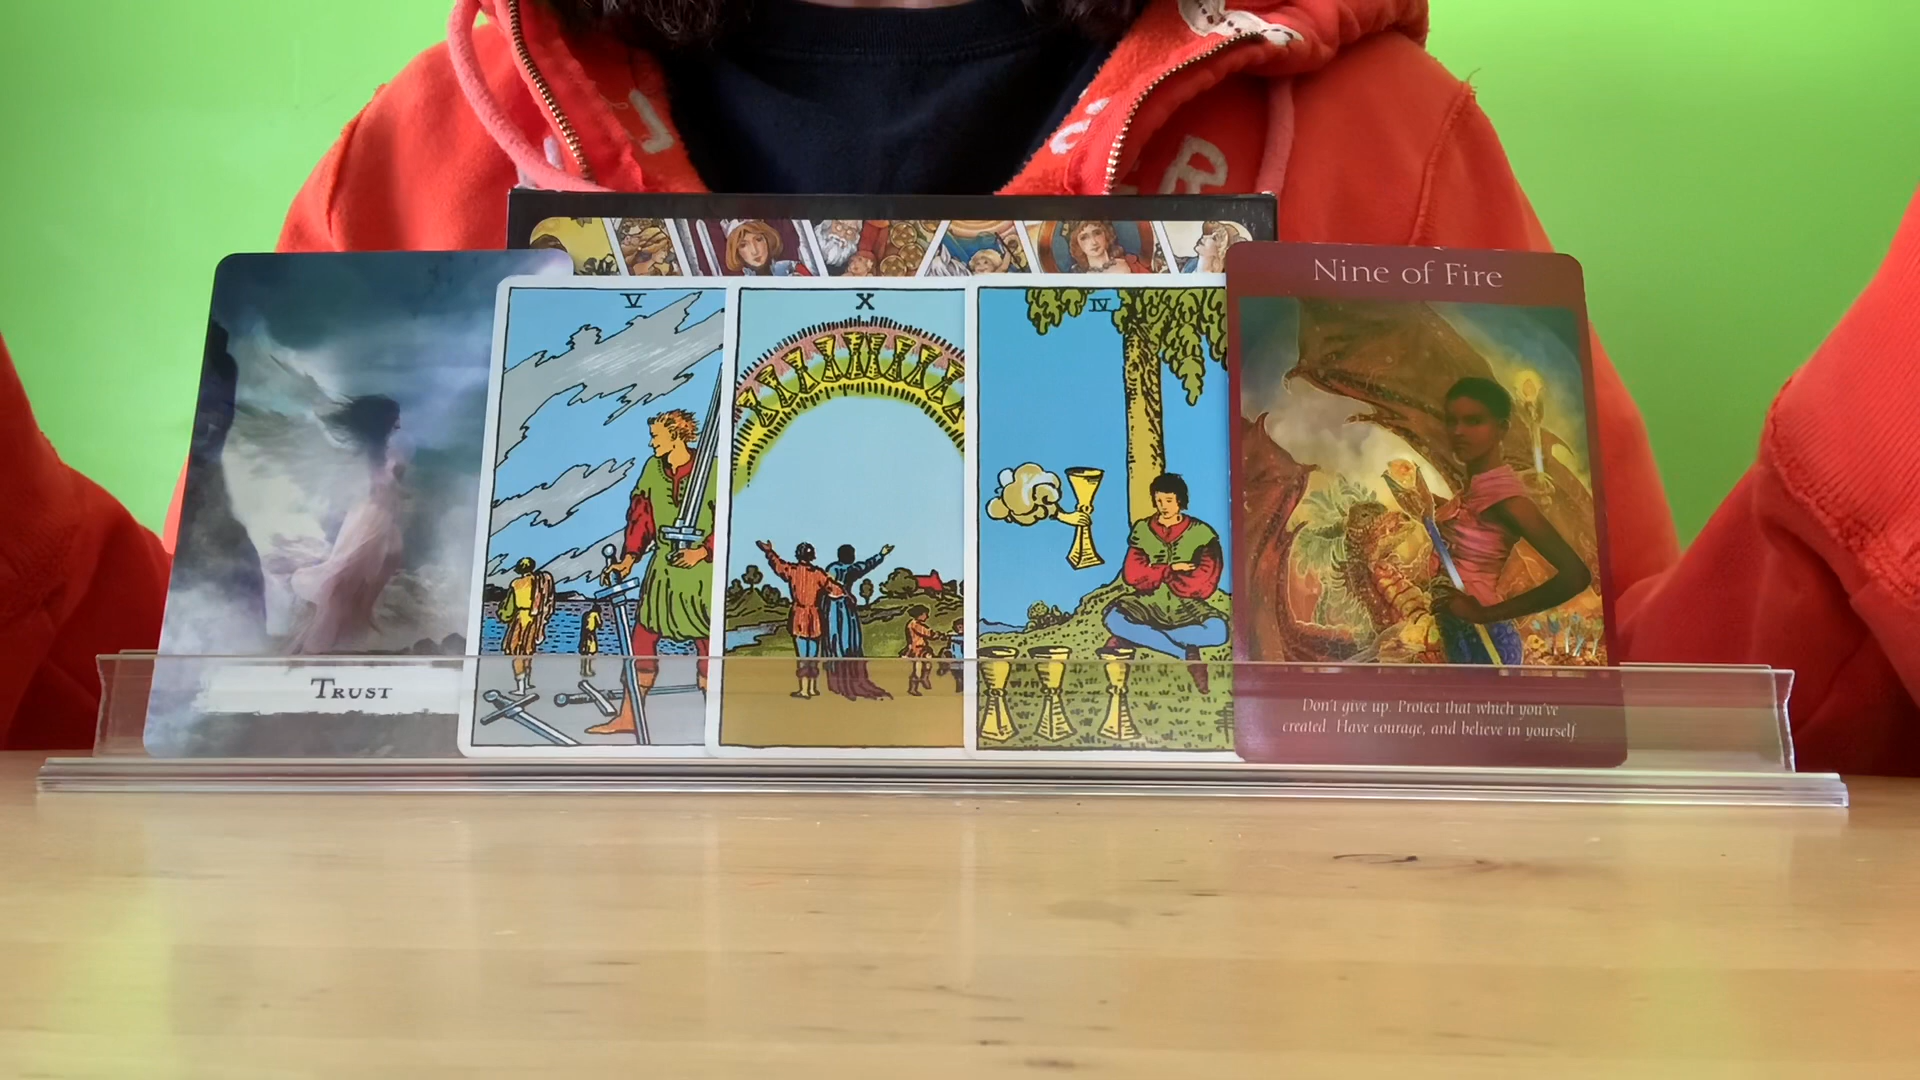 TRUST
V
X
IV
Nine of Fire
Don't give up. Protect that which you've
created. Have courage, and believe in yourself.